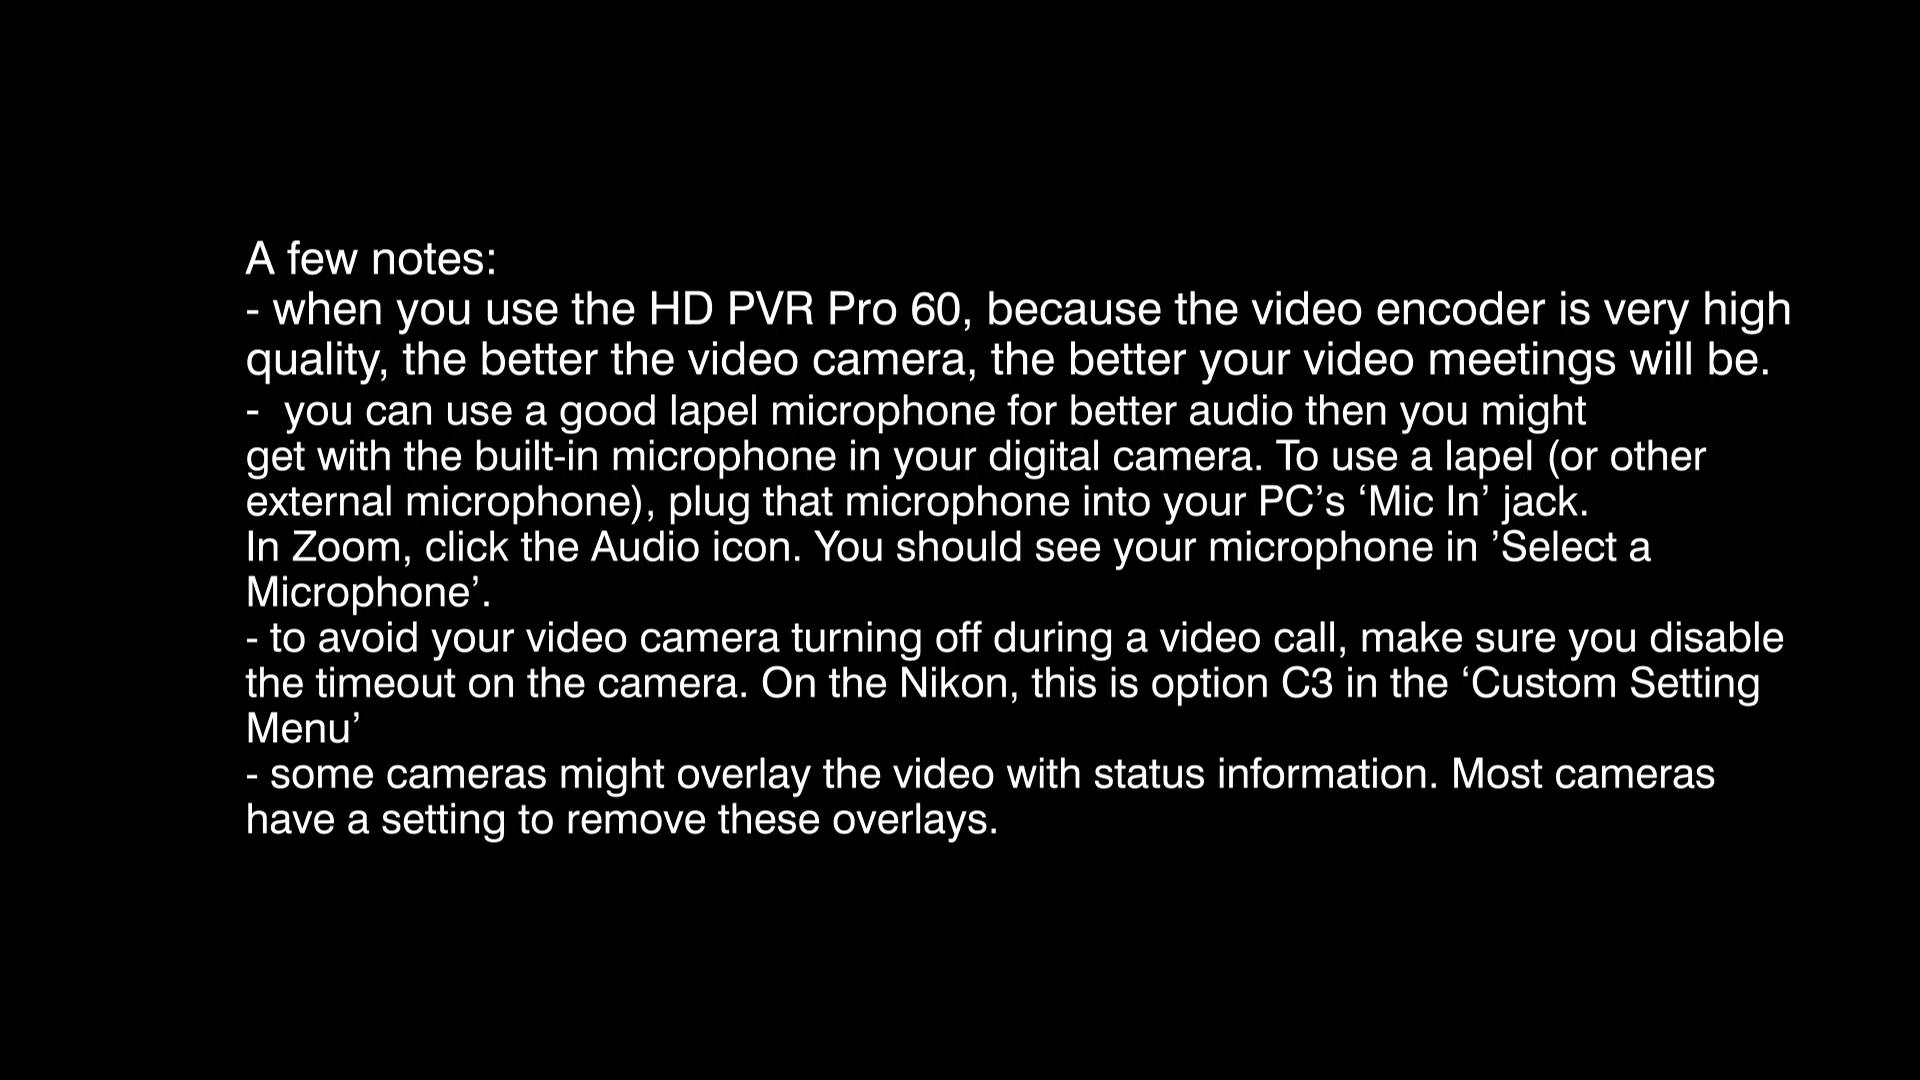 A few notes:
- when you use the HD PVR Pro 60, because the video encoder is very high
quality, the better the video camera, the better your video meetings will be.
-  you can use a good lapel microphone for better audio then you might
get with the built-in microphone in your digital camera. To use a lapel (or other
external microphone), plug that microphone into your PC’s ‘Mic In’ jack.
In Zoom, click the Audio icon. You should see your microphone in ’Select a
Microphone’.
- to avoid your video camera turning off during a video call, make sure you disable
the timeout on the camera. On the Nikon, this is option C3 in the ‘Custom Setting
Menu’
- some cameras might overlay the video with status information. Most cameras
have a setting to remove these overlays.